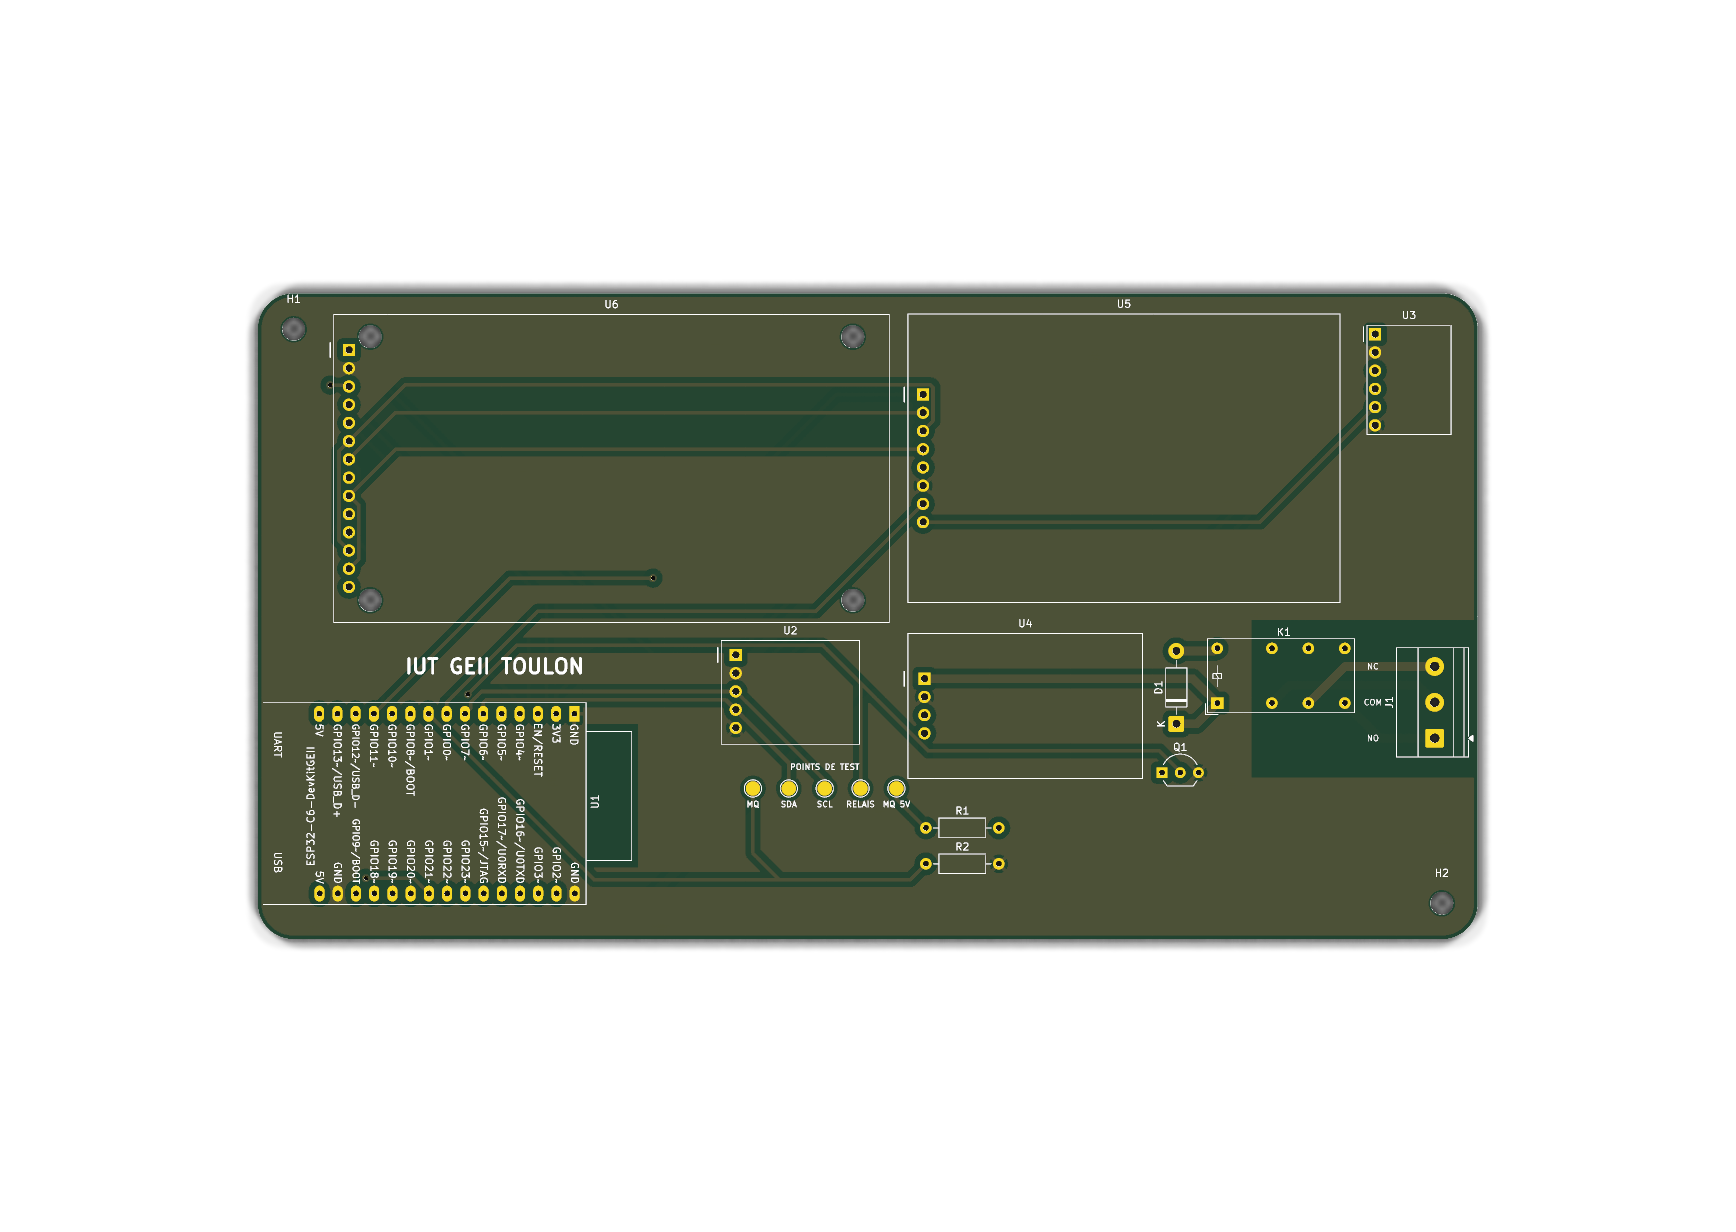 H1
U6
U5
U3
U2
U4
K1
IUT GEII TOULON
NC
D1
COM
J1
K
NO
Q1
POINTS DE TEST
MQ
SDA
SCL
RELAIS
MQ 5V
R1
R2
H2
U1
UART
USB
ESP32-C6-DevKitGEII
5V
GPIO13~/USB_D+
GPIO12~/USB_D-
GPIO11~
GPIO10~
GPIO8~/BOOT
GPIO1~
GPIO0~
GPIO7~
GPIO6~
GPIO5~
GPIO4~
EN/RESET
3V3
GND
5V
GND
GPIO9~/BOOT
GPIO18~
GPIO19~
GPIO20~
GPIO21~
GPIO22~
GPIO23~
GPIO15~/JTAG
GPIO17~/U0RXD
GPIO16~/U0TXD
GPIO3~
GPIO2~
GND